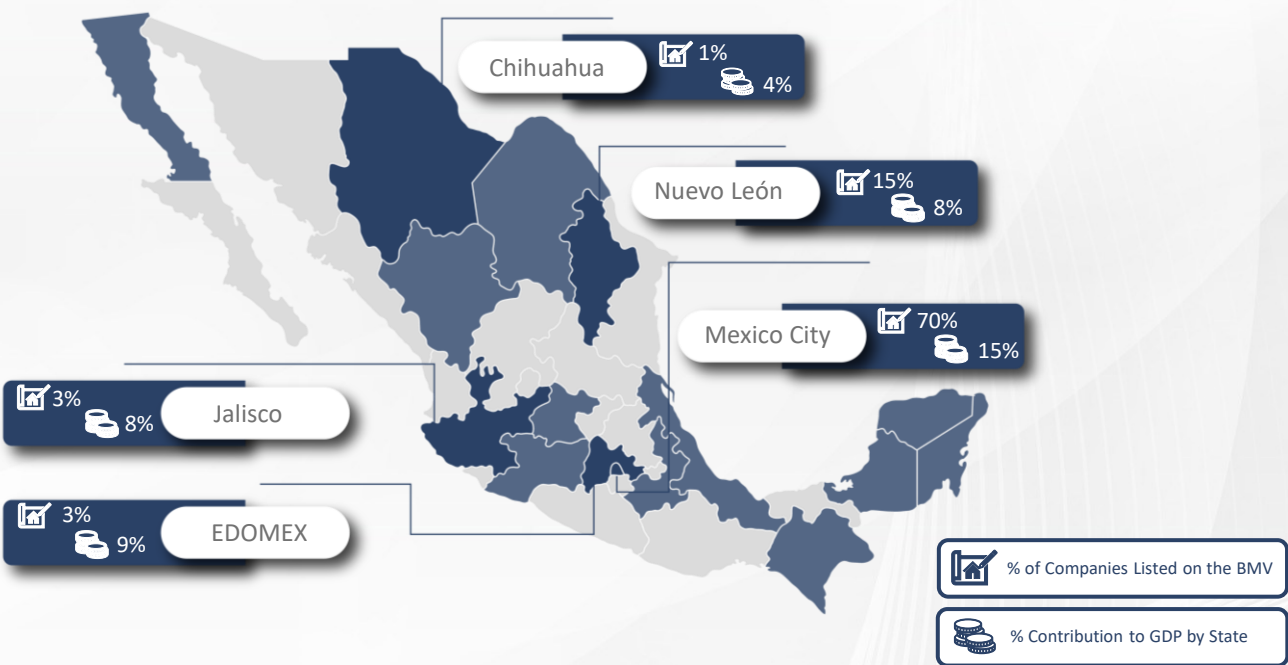 Chihuahua
1%
4%
Nuevo León
15%
8%
Mexico City
70%
15%
3%
8%
Jalisco
3%
9%
EDOMEX
% of Companies Listed on the BMV
% Contribution to GDP by State